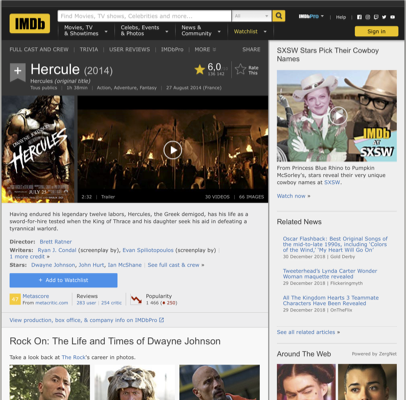 IMDb
Find Movies, TV shows, Celebrities and more...
All
IMDbPro
Help
Movies, TV
& Showtimes
Celebs, Events
& Photos
News &
Community
Watchlist
Sign in
FULL CAST AND CREW | TRIVIA | USER REVIEWS | IMDbPro | MORE
SHARE
Hercule (2014)
Hercules (original title)
Tous publics | 1h 38min | Action, Adventure, Fantasy | 27 August 2014 (France)
6,0
Rate
This
HERCULES
2:32 | Trailer
30 VIDEOS | 66 IMAGES
Having endured his legendary twelve labors, Hercules, the Greek demigod, has his life as a
sword-for-hire tested when the King of Thrace and his daughter seek his aid in defeating a
tyrannical warlord.
Director: Brett Ratner
Writers: Ryan J. Condal (screenplay by), Evan Spiliotopoulos (screenplay by) |
1 more credit »
Stars: Dwayne Johnson, John Hurt, Ian McShane | See full cast & crew »
+ Add to Watchlist
Metascore
From metacritic.com
Reviews
283 user | 254 critic
Popularity
View production, box office, & company info on IMDbPro
Rock On: The Life and Times of Dwayne Johnson
Take a look back at The Rock's career in photos.
SXSW Stars Pick Their Cowboy
Names
IMDb
AT
SXSW
From Princess Blue Rhino to Pumpkin
McSorley's, stars reveal their very unique
cowboy names at SXSW.
Watch now »
Related News
Oscar Flashback: Best Original Songs of
the mid-to-late 1990s, including 'Colors
of the Wind,' 'My Heart Will Go On'
30 December 2018 | Gold Derby
Tweeterhead's Lynda Carter Wonder
Woman maquette revealed
29 December 2018 | Flickeringmyth
All The Kingdom Hearts 3 Teammate
Characters Have Been Revealed
29 December 2018 | OnTheFlix
See all related articles »
Around The Web
Powered by ZergNet